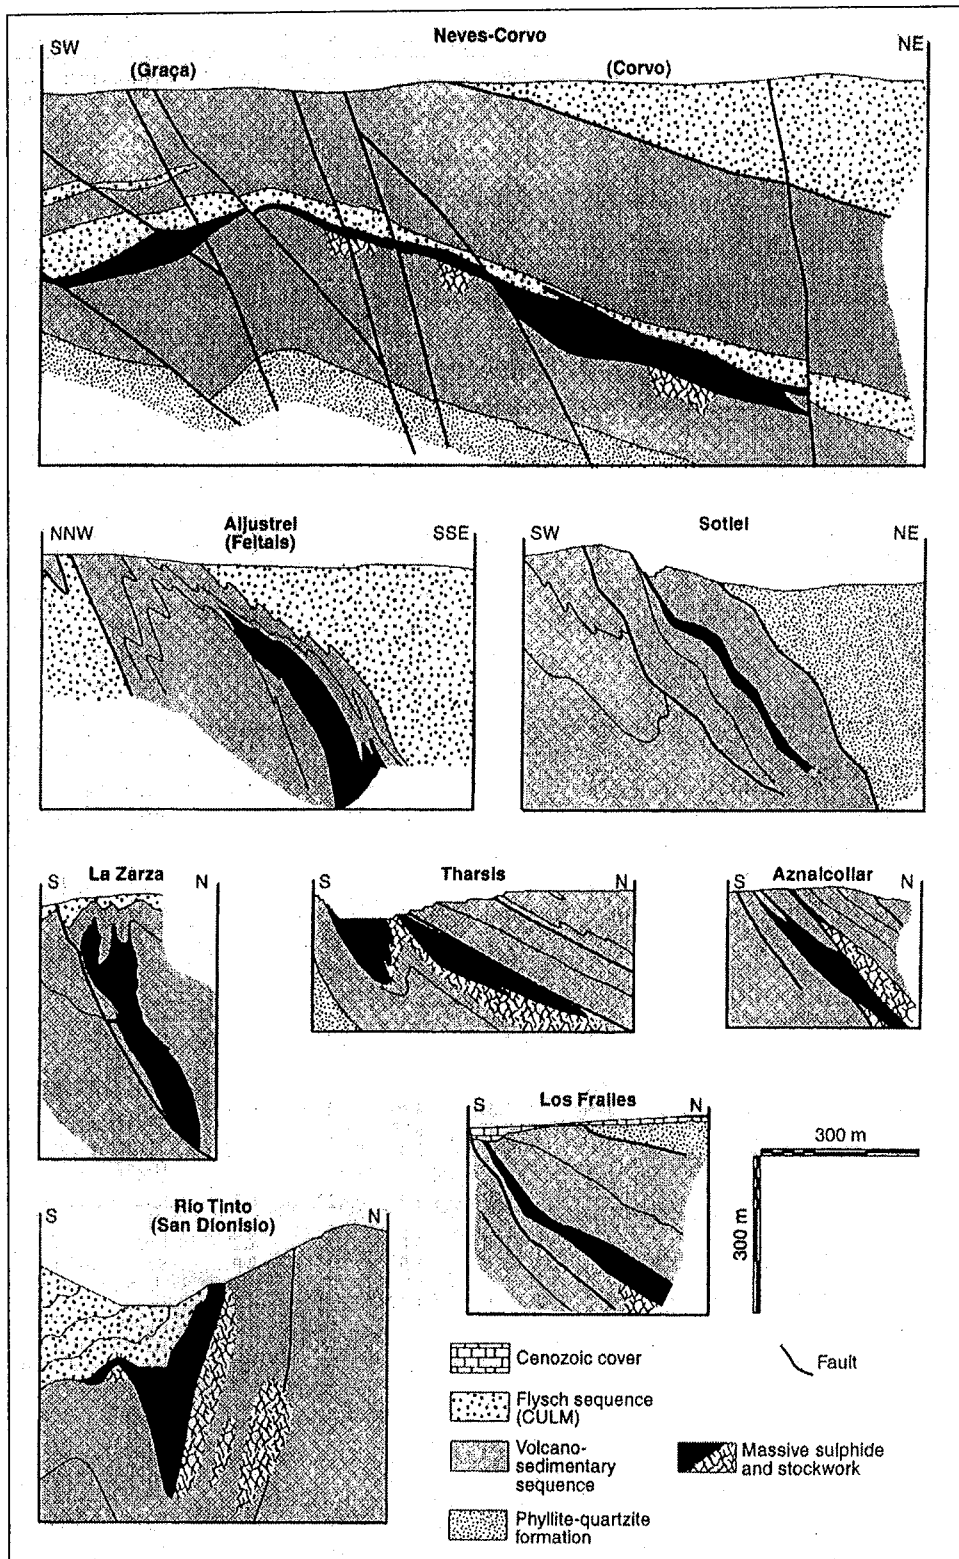 Neves-Corvo
SW
NE
(Graça)
(Corvo)
Aljustrel
(Feitais)
NNW
SSE
Sotiel
SW
NE
La Zarza
S
N
Tharsis
S
N
Aznalcollar
S
N
Los Frailes
S
N
300 m
300 m
Rio Tinto
(San Dionisio)
S
N
Cenozoic cover
Fault
Flysch sequence
(CULM)
Volcano-
sedimentary
sequence
Massive sulphide
and stockwork
Phyllite-quartzite
formation